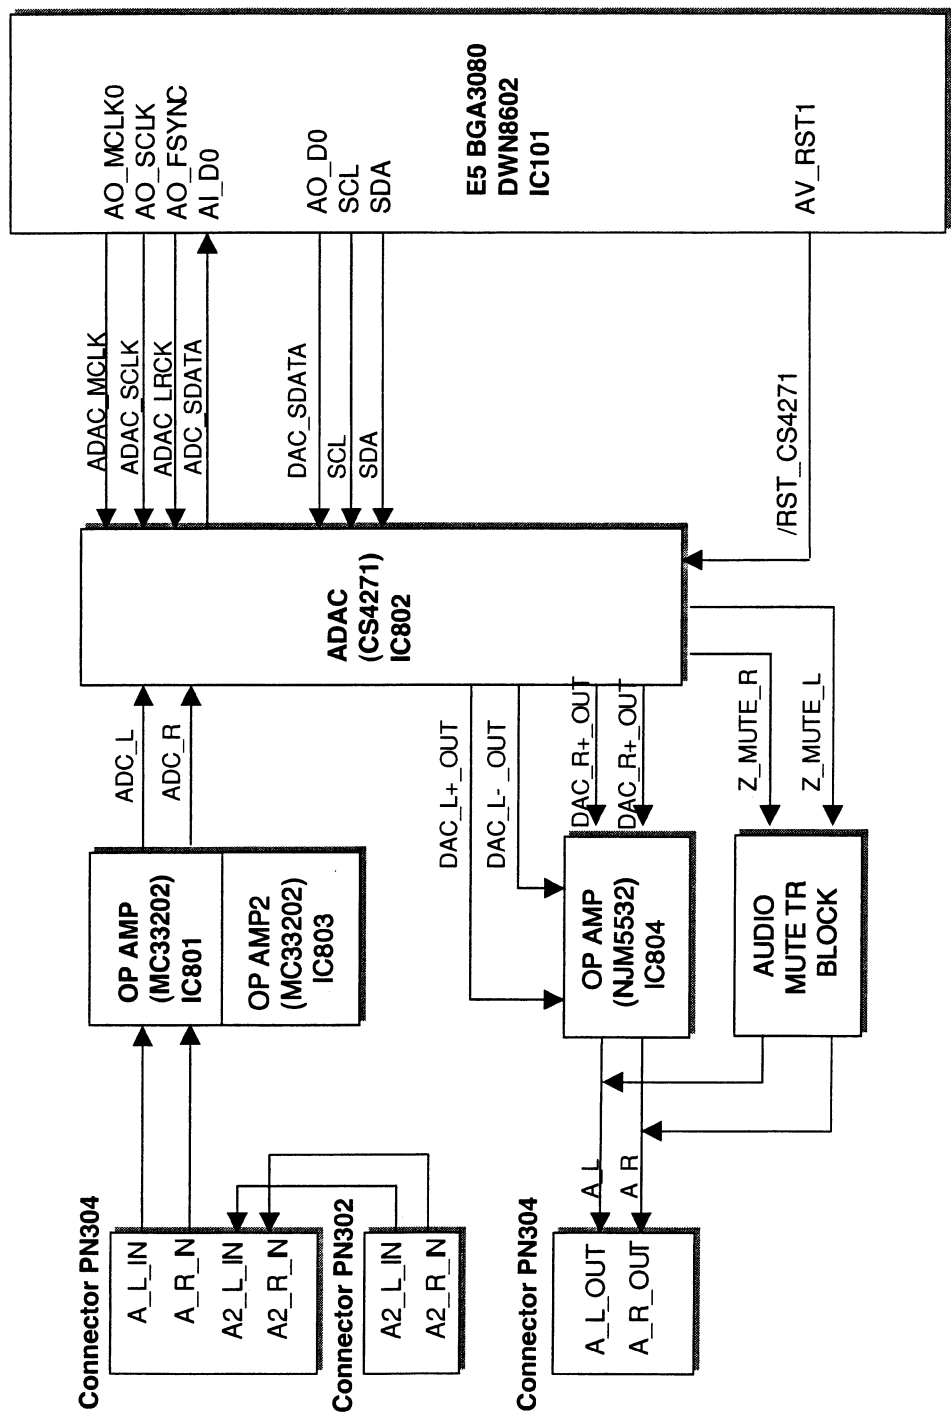 Connector PN304
A_L_IN
A_R_IN
A2_L_IN
A2_R_IN
Connector PN302
A2_L_IN
A2_R_IN
Connector PN304
A_L_OUT
A_R_OUT
A_L
A_R
OP AMP
(MC33202)
IC801
OP AMP2
(MC33202)
IC803
ADC_L
ADC_R
DAC_L+_OUT
DAC_L-_OUT
DAC_R+_OUT
DAC_R+_OUT
OP AMP
(NJM5532)
IC804
AUDIO
MUTE TR
BLOCK
Z_MUTE_R
Z_MUTE_L
ADAC
(CS4271)
IC802
ADAC_MCLK
ADAC_SCLK
ADAC_LRCK
ADC_SDATA
DAC_SDATA
SCL
SDA
/RST_CS4271
AO_MCLK0
AO_SCLK
AO_FSYNC
AI_D0
AO_D0
SCL
SDA
E5 BGA3080
DWN8602
IC101
AV_RST1